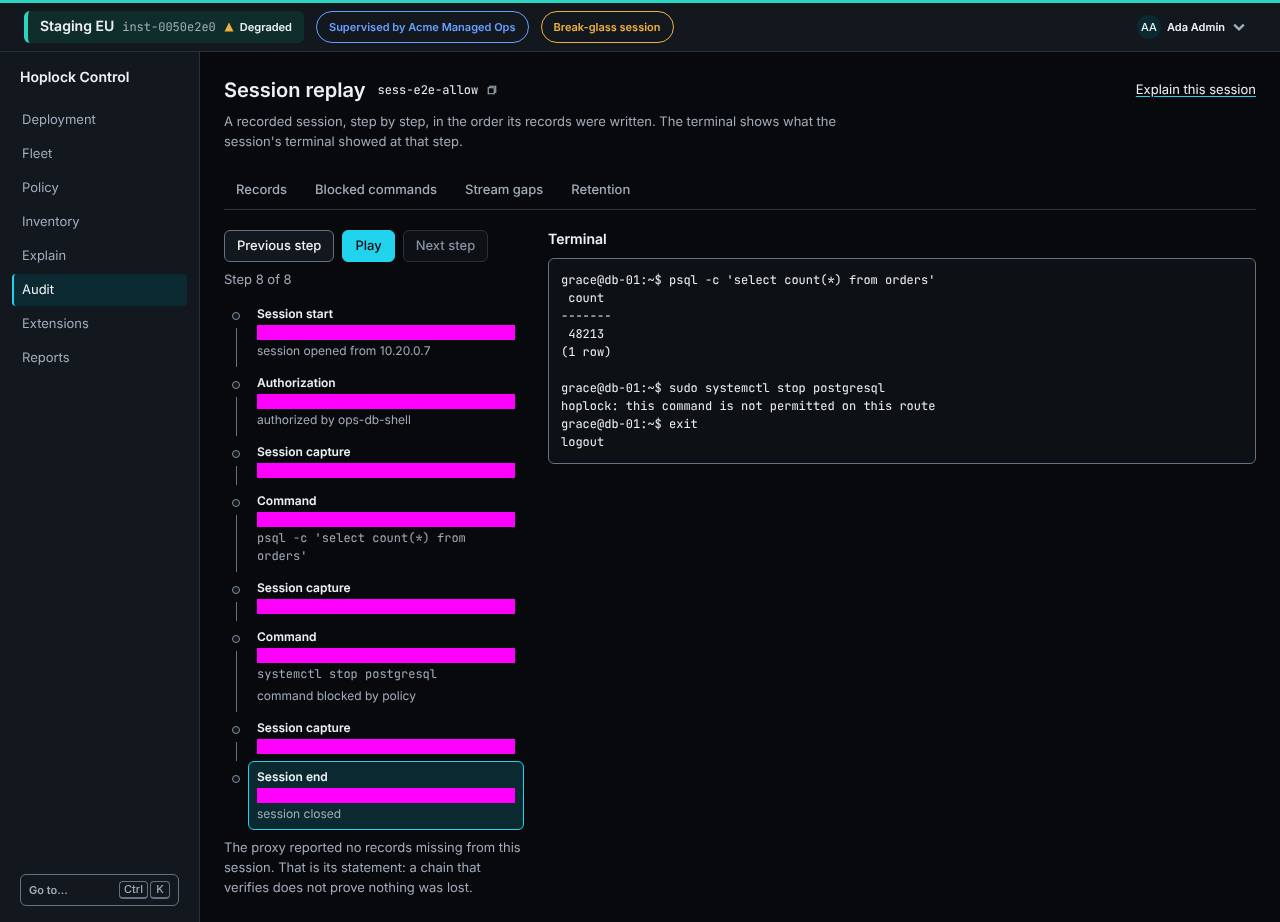 Staging EU inst-0050e2e0 Degraded
Supervised by Acme Managed Ops
Break-glass session
AA Ada Admin
Hoplock Control
Deployment
Fleet
Policy
Inventory
Explain
Audit
Extensions
Reports
Go to... Ctrl K
Session replay sess-e2e-allow
Explain this session
A recorded session, step by step, in the order its records were written. The terminal shows what the
session's terminal showed at that step.
Records Blocked commands Stream gaps Retention
Previous step Play Next step
Step 8 of 8
Session start
session opened from 10.20.0.7
Authorization
authorized by ops-db-shell
Session capture
Command
psql -c 'select count(*) from
orders'
Session capture
Command
systemctl stop postgresql
command blocked by policy
Session capture
Session end
session closed
The proxy reported no records missing from this
session. That is its statement: a chain that
verifies does not prove nothing was lost.
Terminal
grace@db-01:~$ psql -c 'select count(*) from orders'
count
-------
48213
(1 row)
grace@db-01:~$ sudo systemctl stop postgresql
hoplock: this command is not permitted on this route
grace@db-01:~$ exit
logout